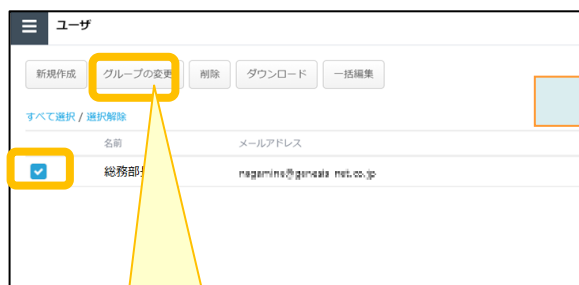 ユーザ
新規作成 グループの変更 削除 ダウンロード 一括編集
すべて選択 / 選択解除
名前 メールアドレス
総務部